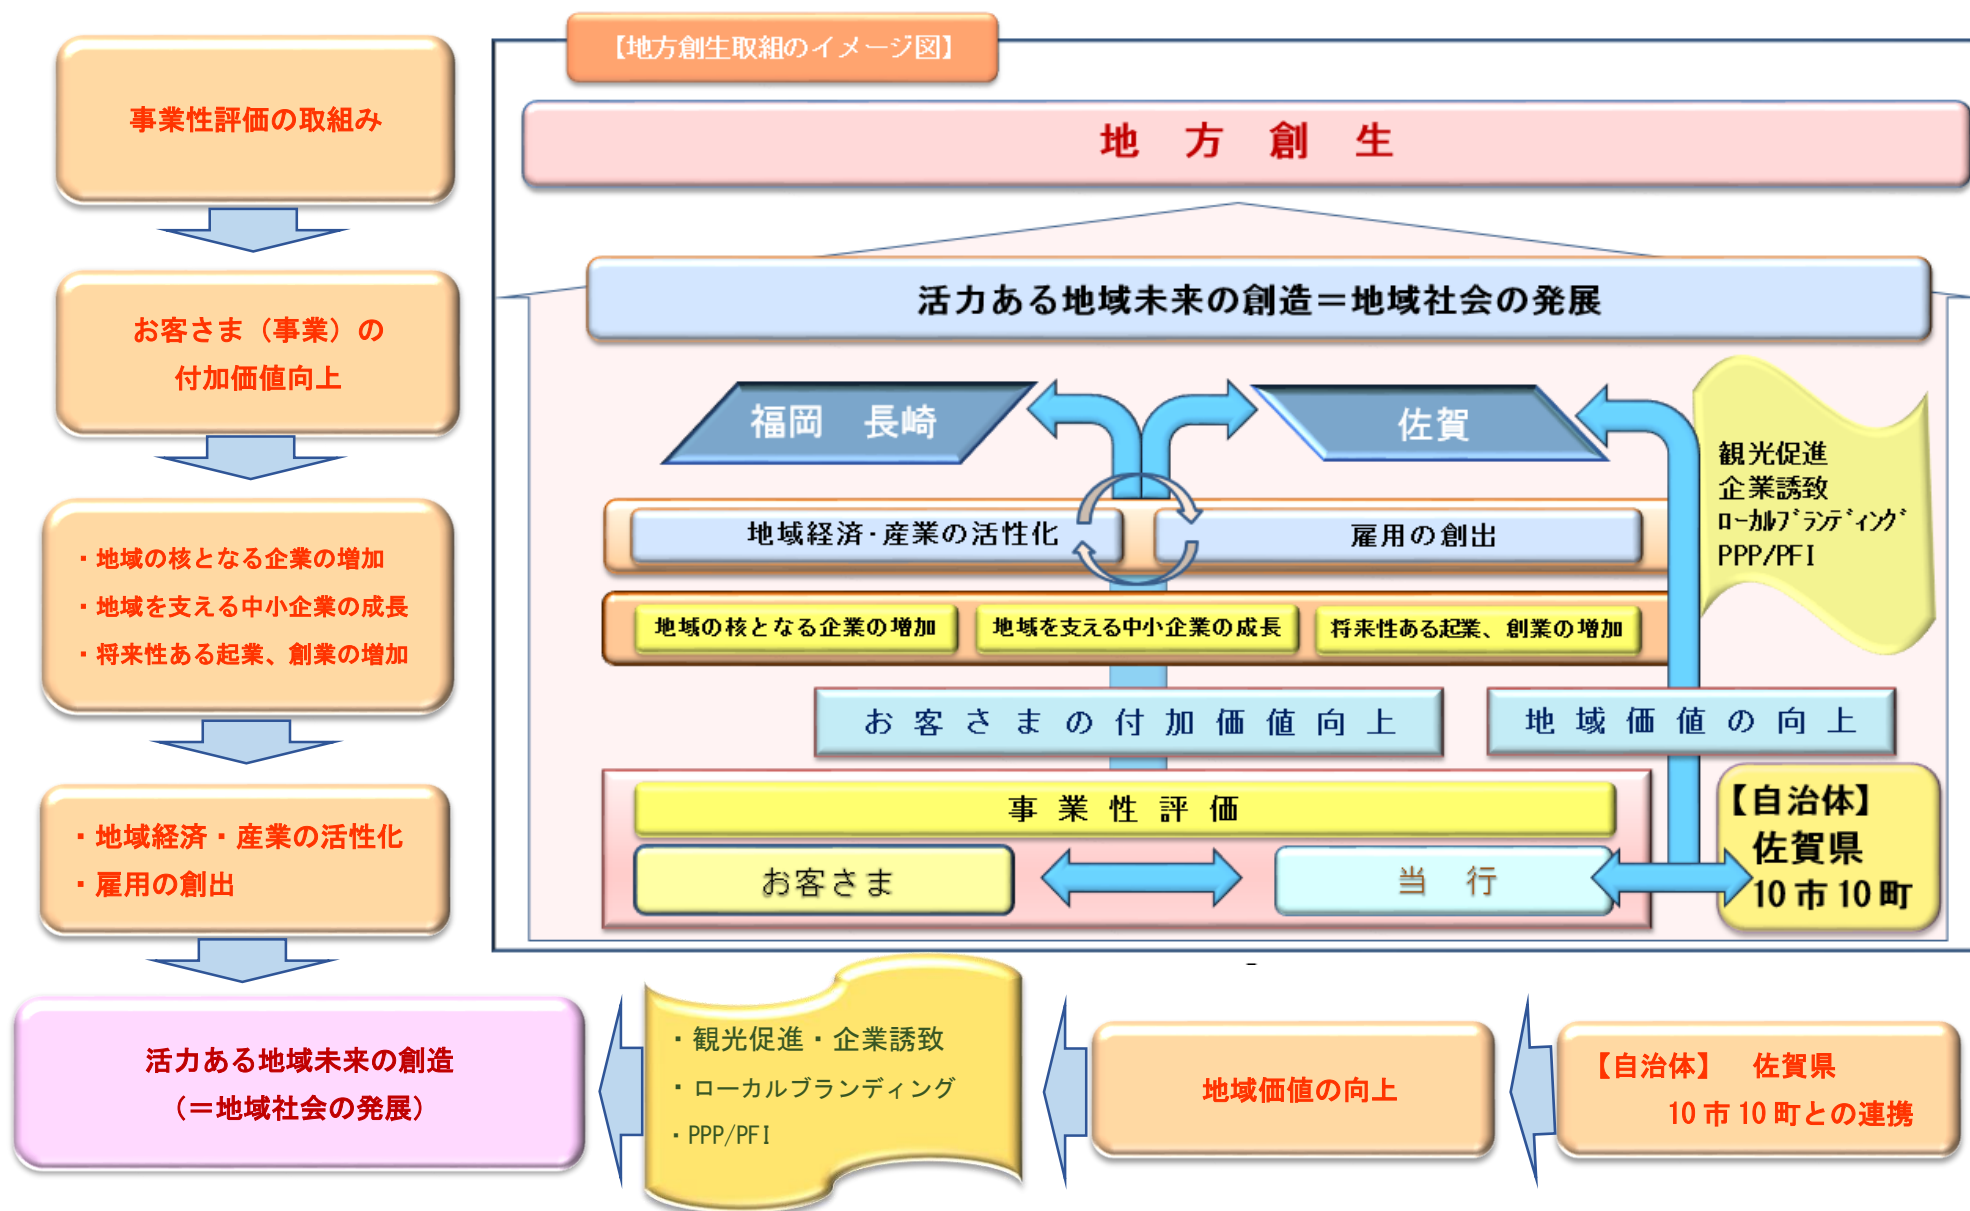 事業性評価の取組み
お客さま（事業）の
付加価値向上
・地域の核となる企業の増加
・地域を支える中小企業の成長
・将来性ある起業、創業の増加
・地域経済・産業の活性化
・雇用の創出
活力ある地域未来の創造
（＝地域社会の発展）
【地方創生取組のイメージ図】
地方創生
活力ある地域未来の創造＝地域社会の発展
福岡　長崎
佐賀
観光促進
企業誘致
ﾛｰｶﾙﾌﾞﾗﾝﾃﾞｨﾝｸﾞ
PPP/PFI
地域経済・産業の活性化
雇用の創出
地域の核となる企業の増加
地域を支える中小企業の成長
将来性ある起業、創業の増加
お客さまの付加価値向上
地域価値の向上
事業性評価
お客さま
当　行
【自治体】
佐賀県
10市10町
・観光促進・企業誘致
・ローカルブランディング
・PPP/PFI
地域価値の向上
【自治体】　佐賀県
10市10町との連携